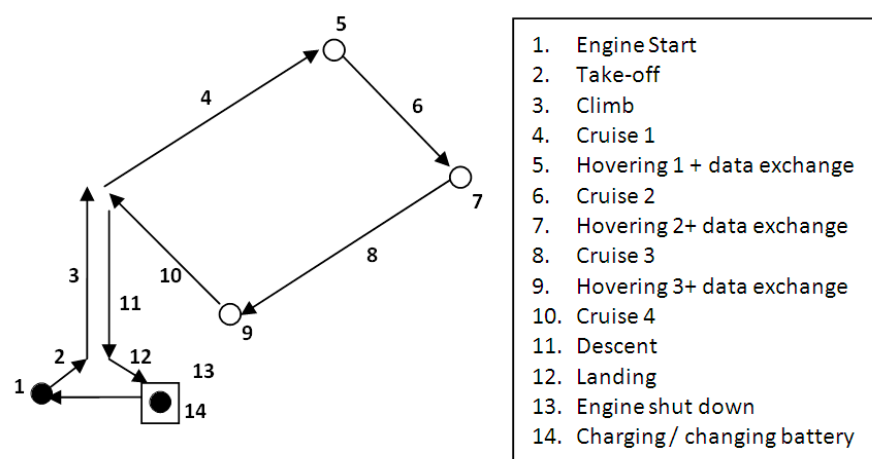 5
4
6
7
3
8
10
11
9
2
12
13
1
14
1. Engine Start
2. Take-off
3. Climb
4. Cruise 1
5. Hovering 1 + data exchange
6. Cruise 2
7. Hovering 2+ data exchange
8. Cruise 3
9. Hovering 3+ data exchange
10. Cruise 4
11. Descent
12. Landing
13. Engine shut down
14. Charging/ changing battery